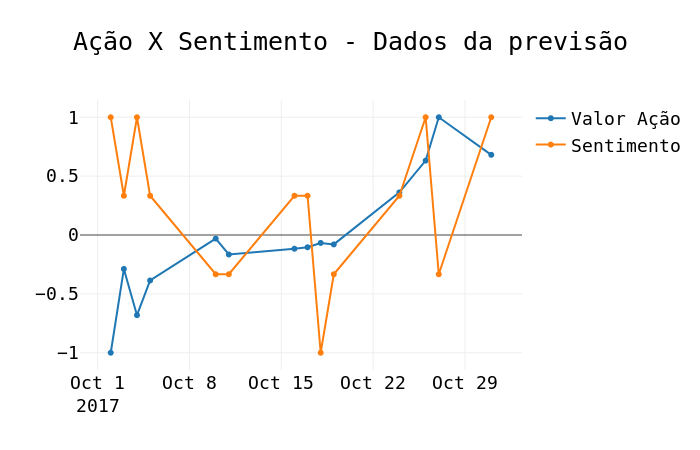 Ação X Sentimento - Dados da previsão
Valor Ação
Sentimento
1
0.5
0
−0.5
−1
Oct 1 Oct 8 Oct 15 Oct 22 Oct 29
2017